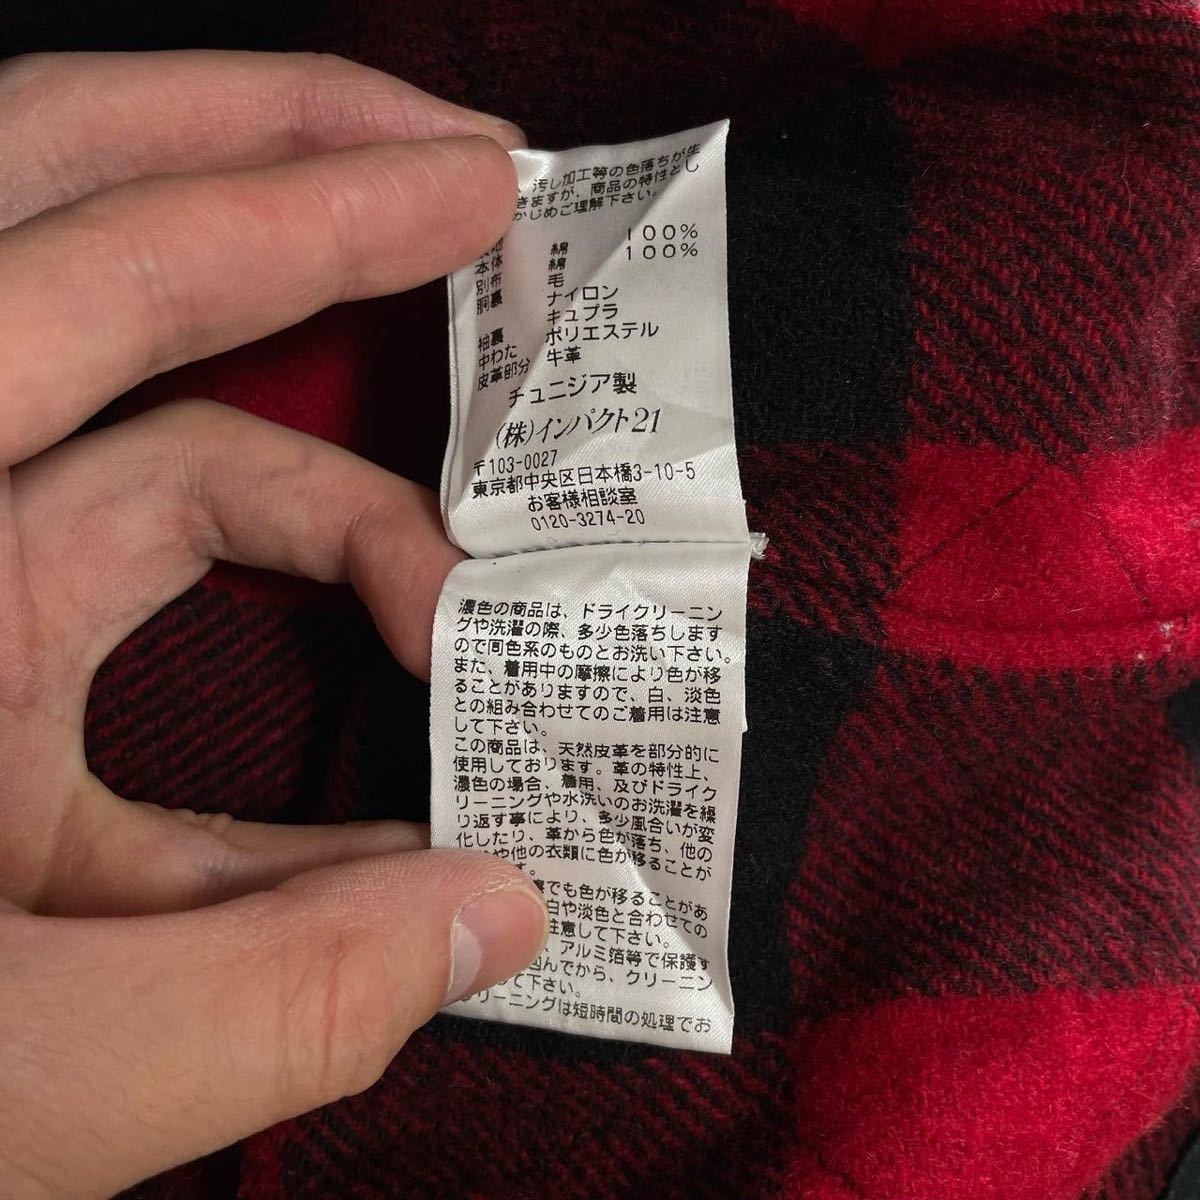 、汚し加工等の色落ちが生
きますが、商品の特性とし
かじめご理解下さい。
綿 100%
本体 綿 100%
別布 毛
胴裏 ナイロン
キュプラ
袖裏 ポリエステル
中わた 牛革
皮革部分
チュニジア製
(株)インパクト21
〒103-0027
東京都中央区日本橋3-10-5
お客様相談室
0120-3274-20
濃色の商品は、ドライクリーニン
グや洗濯の際、多少色落ちします
ので同色系のものとお洗い下さい。
また、着用中の摩擦により色が移
ることがありますので、白、淡色
との組み合わせてのご着用は注意
して下さい。
この商品は、天然皮革を部分的に
使用しております。革の特性上、
濃色の場合、着用、及びドライク
リーニングや水洗いのお洗濯を繰
り返す事により、多少風合いが変
化したり、革から色が落ち、他の
や他の衣類に色が移ることが
す。
でも色が移ることがあ
白や淡色と合わせての
注意して下さい。
、アルミ箔等で保護す
んでから、クリーニン
て下さい。
クリーニングは短時間の処理でお